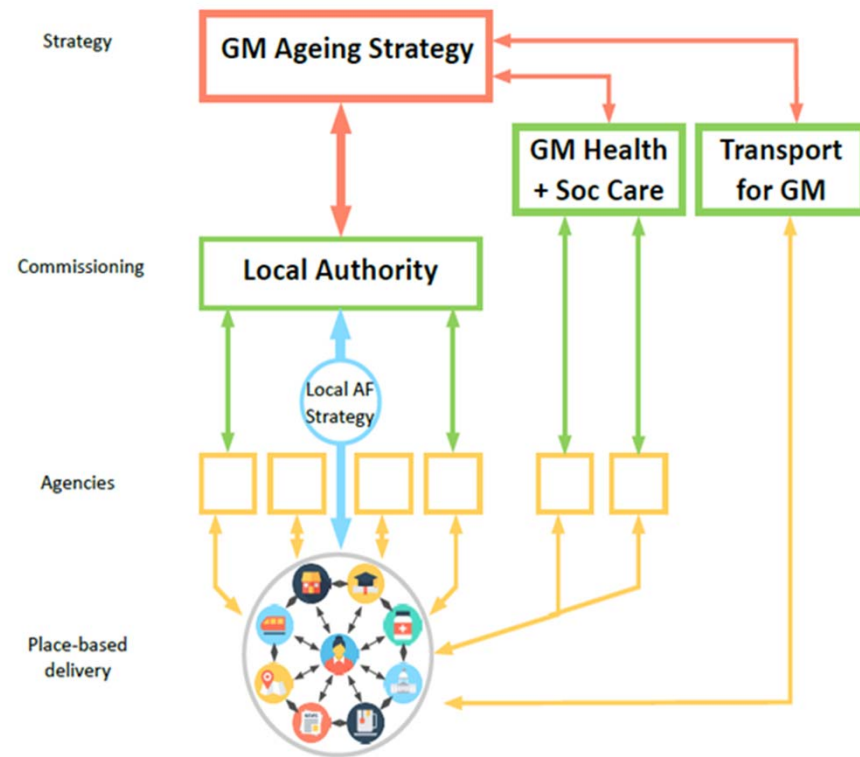 Strategy
GM Ageing Strategy
GM Health
+ Soc Care
Transport
for GM
Commissioning
Local Authority
Local AF
Strategy
Agencies
Place-based
delivery
NEWS